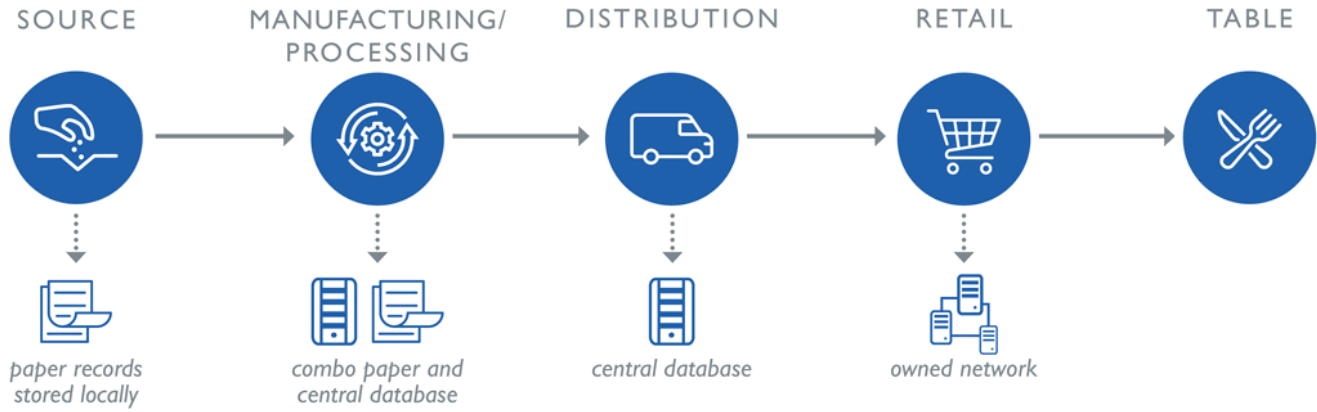 SOURCE
MANUFACTURING/
PROCESSING
DISTRIBUTION
RETAIL
TABLE
paper records
stored locally
combo paper and
central database
central database
owned network